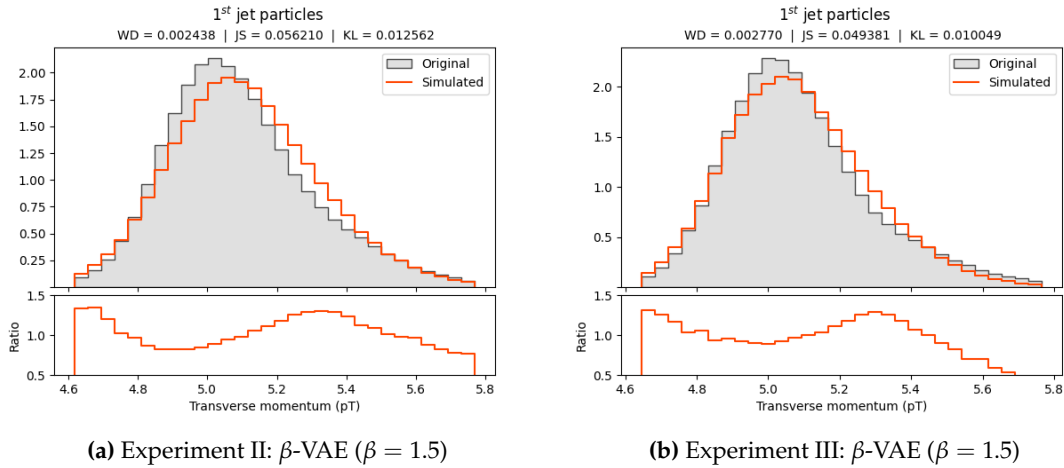 1st jet particles
WD = 0.002438 | JS = 0.056210 | KL = 0.012562
Original
Simulated
2.00
1.75
1.50
1.25
1.00
0.75
0.50
0.25
1.5
1.0
0.5
Ratio
4.6 4.8 5.0 5.2 5.4 5.6 5.8
Transverse momentum (pT)
(a) Experiment II: β-VAE (β = 1.5)
1st jet particles
WD = 0.002770 | JS = 0.049381 | KL = 0.010049
Original
Simulated
2.0
1.5
1.0
0.5
1.5
1.0
0.5
Ratio
4.6 4.8 5.0 5.2 5.4 5.6 5.8
Transverse momentum (pT)
(b) Experiment III: β-VAE (β = 1.5)